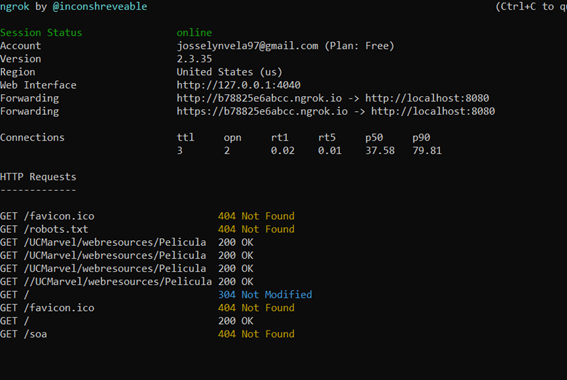 ngrok by @inconshreveable (Ctrl+C to qu
Session Status online
Account josselynvela97@gmail.com (Plan: Free)
Version 2.3.35
Region United States (us)
Web Interface http://127.0.0.1:4040
Forwarding http://b78825e6abcc.ngrok.io -> http://localhost:8080
Forwarding https://b78825e6abcc.ngrok.io -> http://localhost:8080
Connections ttl opn rt1 rt5 p50 p90
3 2 0.02 0.01 37.58 79.81
HTTP Requests
-------------
GET /favicon.ico 404 Not Found
GET /robots.txt 404 Not Found
GET /UCMarvel/webresources/Pelicula 200 OK
GET /UCMarvel/webresources/Pelicula 200 OK
GET /UCMarvel/webresources/Pelicula 200 OK
GET //UCMarvel/webresources/Pelicula 200 OK
GET / 304 Not Modified
GET /favicon.ico 404 Not Found
GET / 200 OK
GET /soa 404 Not Found